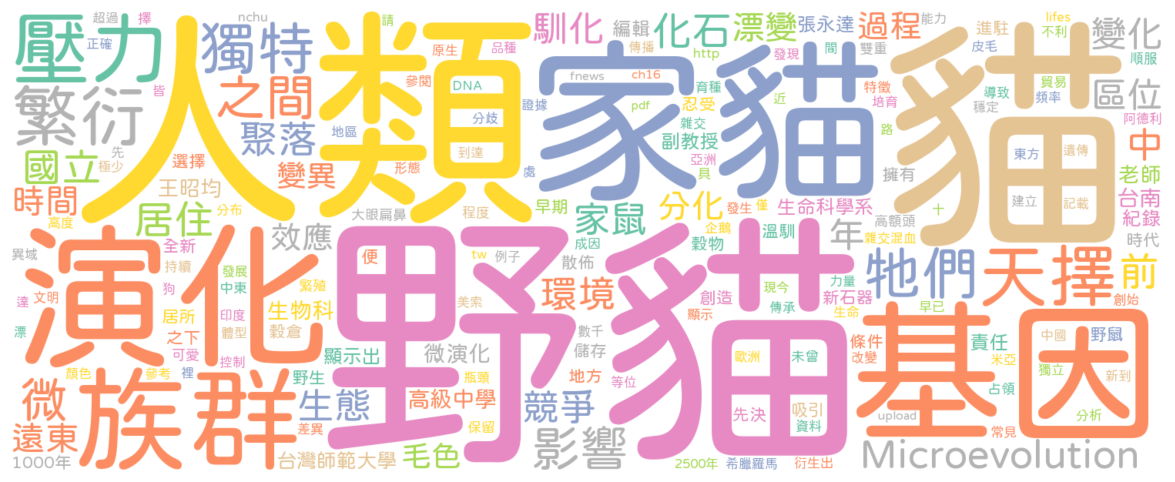 超過
擇
nchu
人類
壓力
正確
獨特
原生
品種
請
馴化
編輯
傳播
化石
漂變
張永達
過程
能力
lifes
不利
進駐
皮毛
變化
順服
之間
參閱
DNA
家貓
fnews
ch16
http
發現
閥
雙重
繁衍
地區
分歧
證據
pdf
育種
忍受
近
特徵
培育
貓
導致
貿易
穩定
頻率
區位
阿德利
聚落
到達
雜交
副教授
路
先
極少
選擇
變異
形態
處
亞洲
具
東方
遺傳
中
國立
皆
王昭均
擁有
老師
時間
居住
分布
大眼扁鼻
程度
早期
家鼠
分化
發生
僅
生命科學系
建立
記載
台南
紀錄
高度
企鵝
高額頭
十
效應
成因
穀物
溫馴
年
雜交混血
時代
異域
演化
全新
便
野貓
tw
例子
散佈
牠們
天擇
前
持續
發展
繁殖
中東
環境
現今
力量
達
文明
狗
印度
生物科
美索
創造
傳承
新石器
生命
早已
創始
漂
居所
穀倉
數千
顯示
基因
之下
體型
顯示出
微演化
儲存
條件
責任
中國
野鼠
可愛
控制
歐洲
未曾
改變
米亞
獨立
新到
微
族群
顏色
參考
裡
野生
瓶頸
地方
等位
占領
生態
高級中學
競爭
先決
吸引
資料
upload
分析
遠東
差異
保留
影響
常見
1000年
台灣師範大學
毛色
2500年
希臘羅馬
衍生出
Microevolution